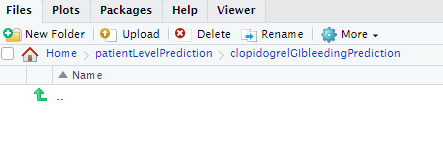 Files Plots Packages Help Viewer
New Folder Upload Delete Rename More
Home patientLevelPrediction clopidogrelGIbleedingPrediction
Name
..